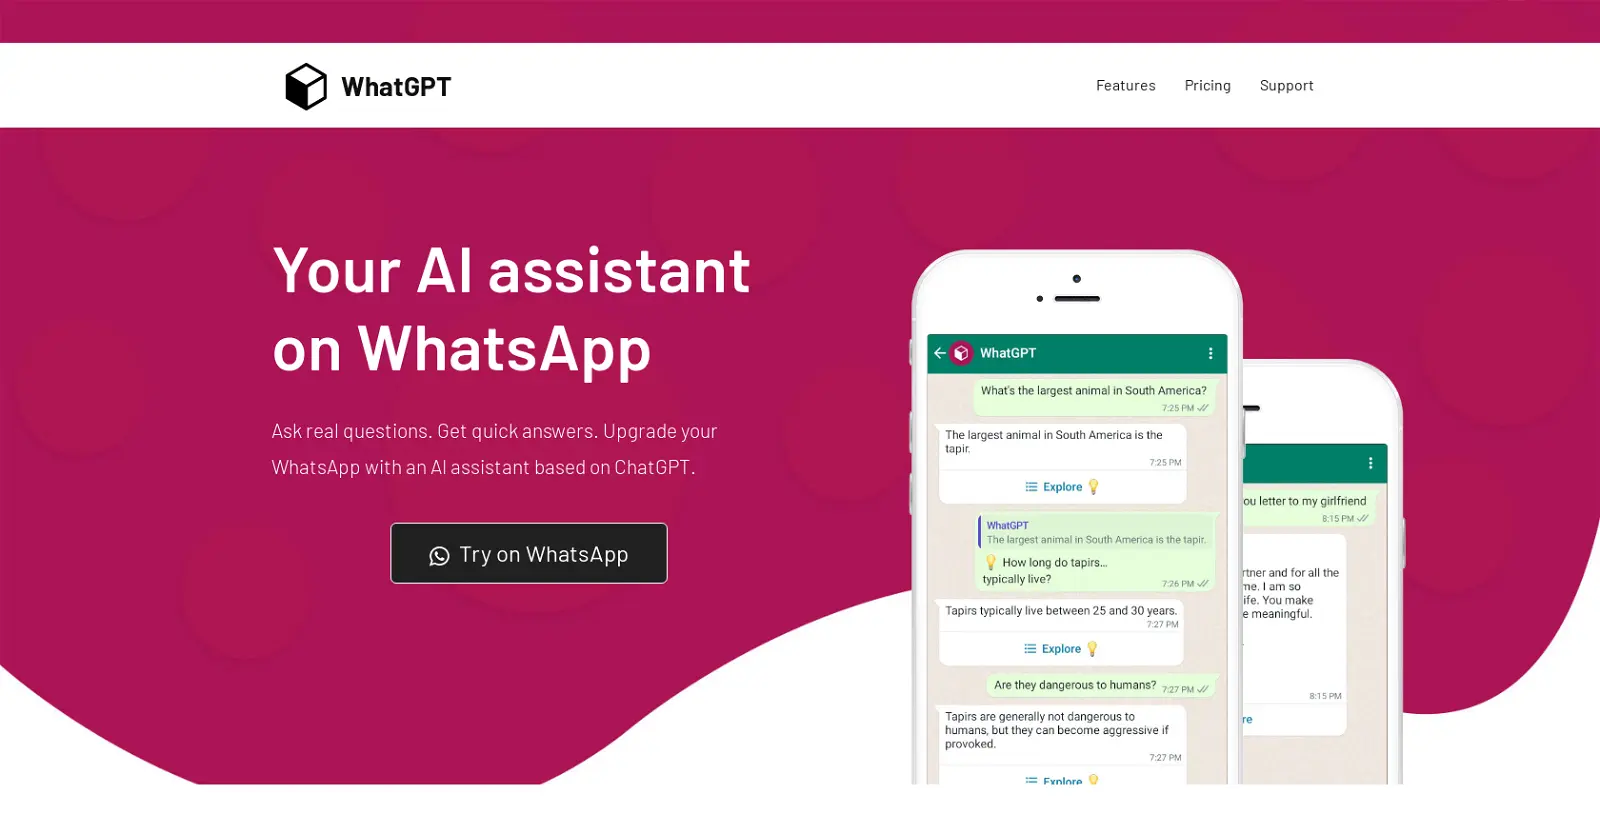 WhatGPT
Features
Pricing
Support
Your AI assistant
on WhatsApp
Ask real questions. Get quick answers. Upgrade your
WhatsApp with an AI assistant based on ChatGPT.
Try on WhatsApp
WhatGPT
What's the largest animal in South America?
7:25 PM
The largest animal in South America is the
tapir.
7:25 PM
Explore
WhatGPT
The largest animal in South America is the tapir.
How long do tapirs...
typically live?
7:26 PM
Tapirs typically live between 25 and 30 years.
7:27 PM
Explore
Are they dangerous to humans?
7:27 PM
Tapirs are generally not dangerous to
humans, but they can become aggressive if
provoked.
7:27 PM
Explore
ou letter to my girlfriend
8:15 PM
rtner and for all the
me. I am so
ife. You make
e meaningful.
8:15 PM
re